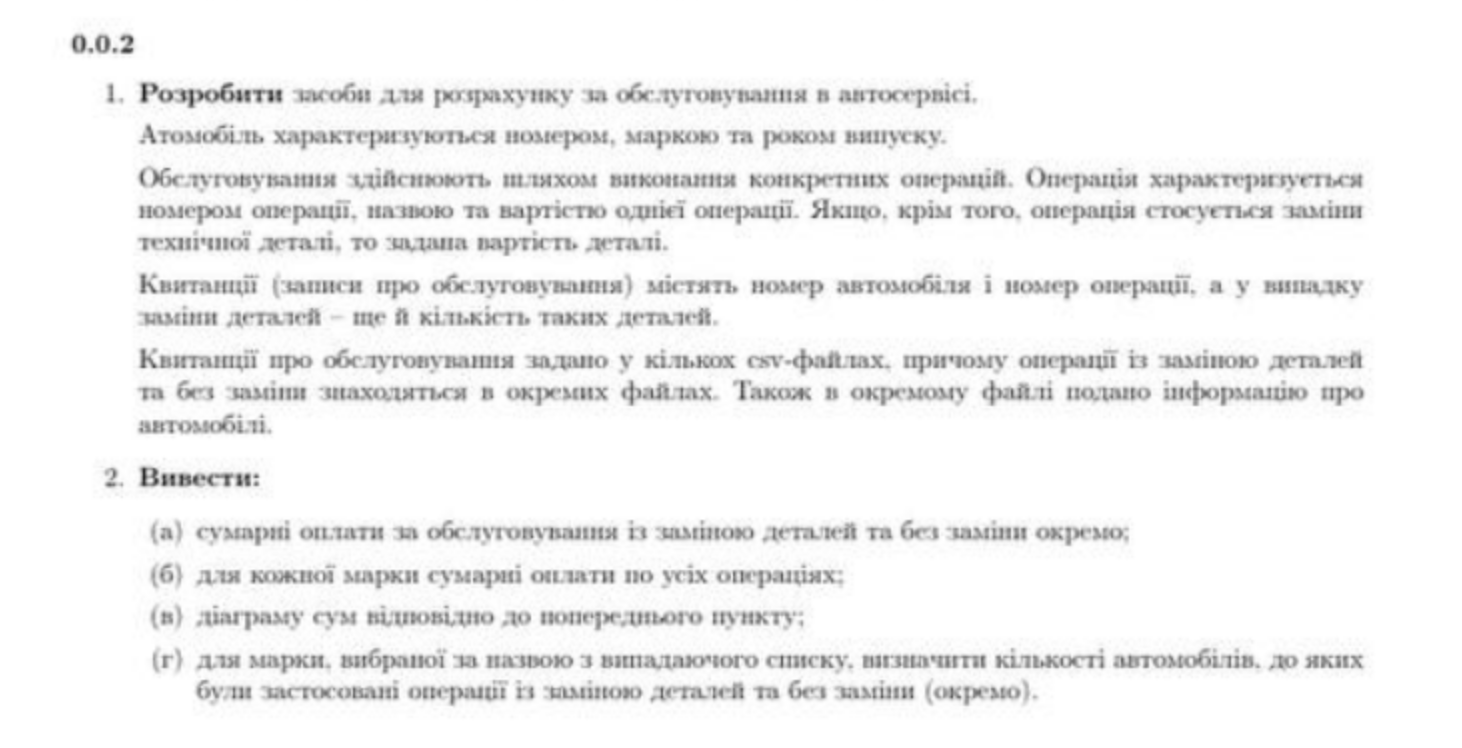 0.0.2
1. Розробити засоби для розрахунку за обслуговування в автосервісі.
Атомобіль характеризуються номером, маркою та роком випуску.
Обслуговування здійснюють шляхом виконання конкретних операцій. Операція характеризується
номером операції, назвою та вартістю однієї операції. Якщо, крім того, операція стосується заміни
технічної деталі, то задана вартість деталі.
Квитанції (записи про обслуговування) містять номер автомобіля і номер операції, а у випадку
заміни деталей – ще й кількість таких деталей.
Квитанції про обслуговування задано у кількох csv-файлах, причому операції із заміною деталей
та без заміни знаходяться в окремих файлах. Також в окремому файлі подано інформацію про
автомобілі.
2. Вивести:
(а) сумарні оплати за обслуговування із заміною деталей та без заміни окремо;
(б) для кожної марки сумарні оплати по усіх операціях;
(в) діаграму сум відповідно до попереднього пункту;
(г) для марки, вибраної за назвою з випадаючого списку, визначити кількості автомобілів, до яких
були застосовані операції із заміною деталей та без заміни (окремо).